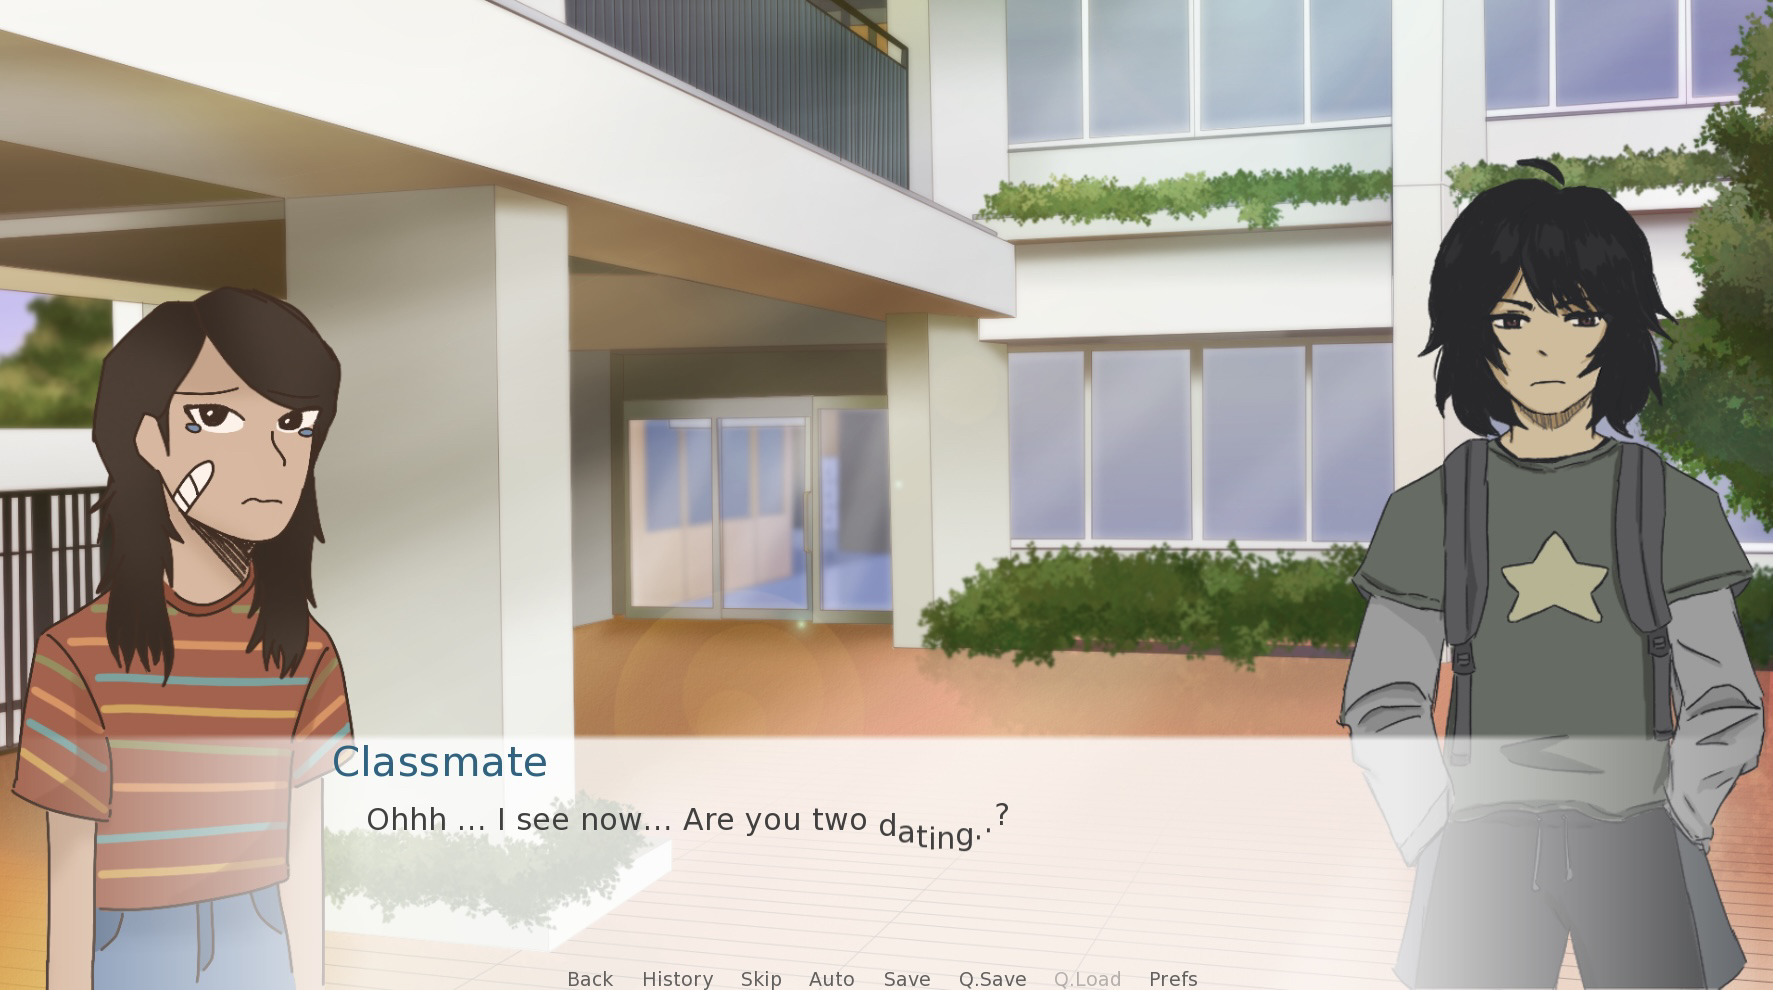 Classmate
Ohhh ... I see now... Are you two dating..?
Back History Skip Auto Save Q.Save Q.Load Prefs